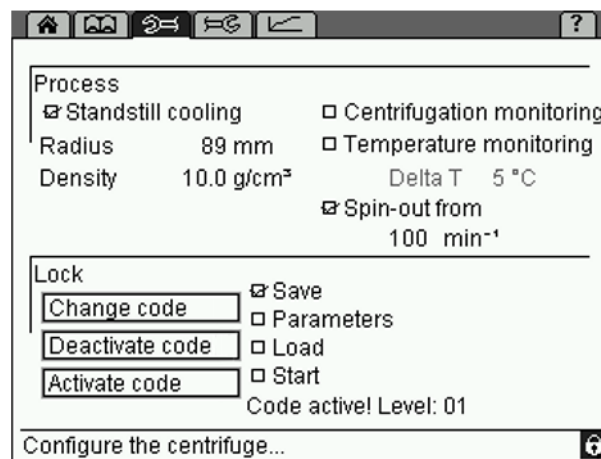 ?
Process
Standstill cooling
Centrifugation monitoring
Radius 89 mm
Temperature monitoring
Density 10.0 g/cm³
Delta T 5 °C
Spin-out from
100 min⁻¹
Lock
Change code
Save
Parameters
Deactivate code
Load
Activate code
Start
Code active! Level: 01
Configure the centrifuge...